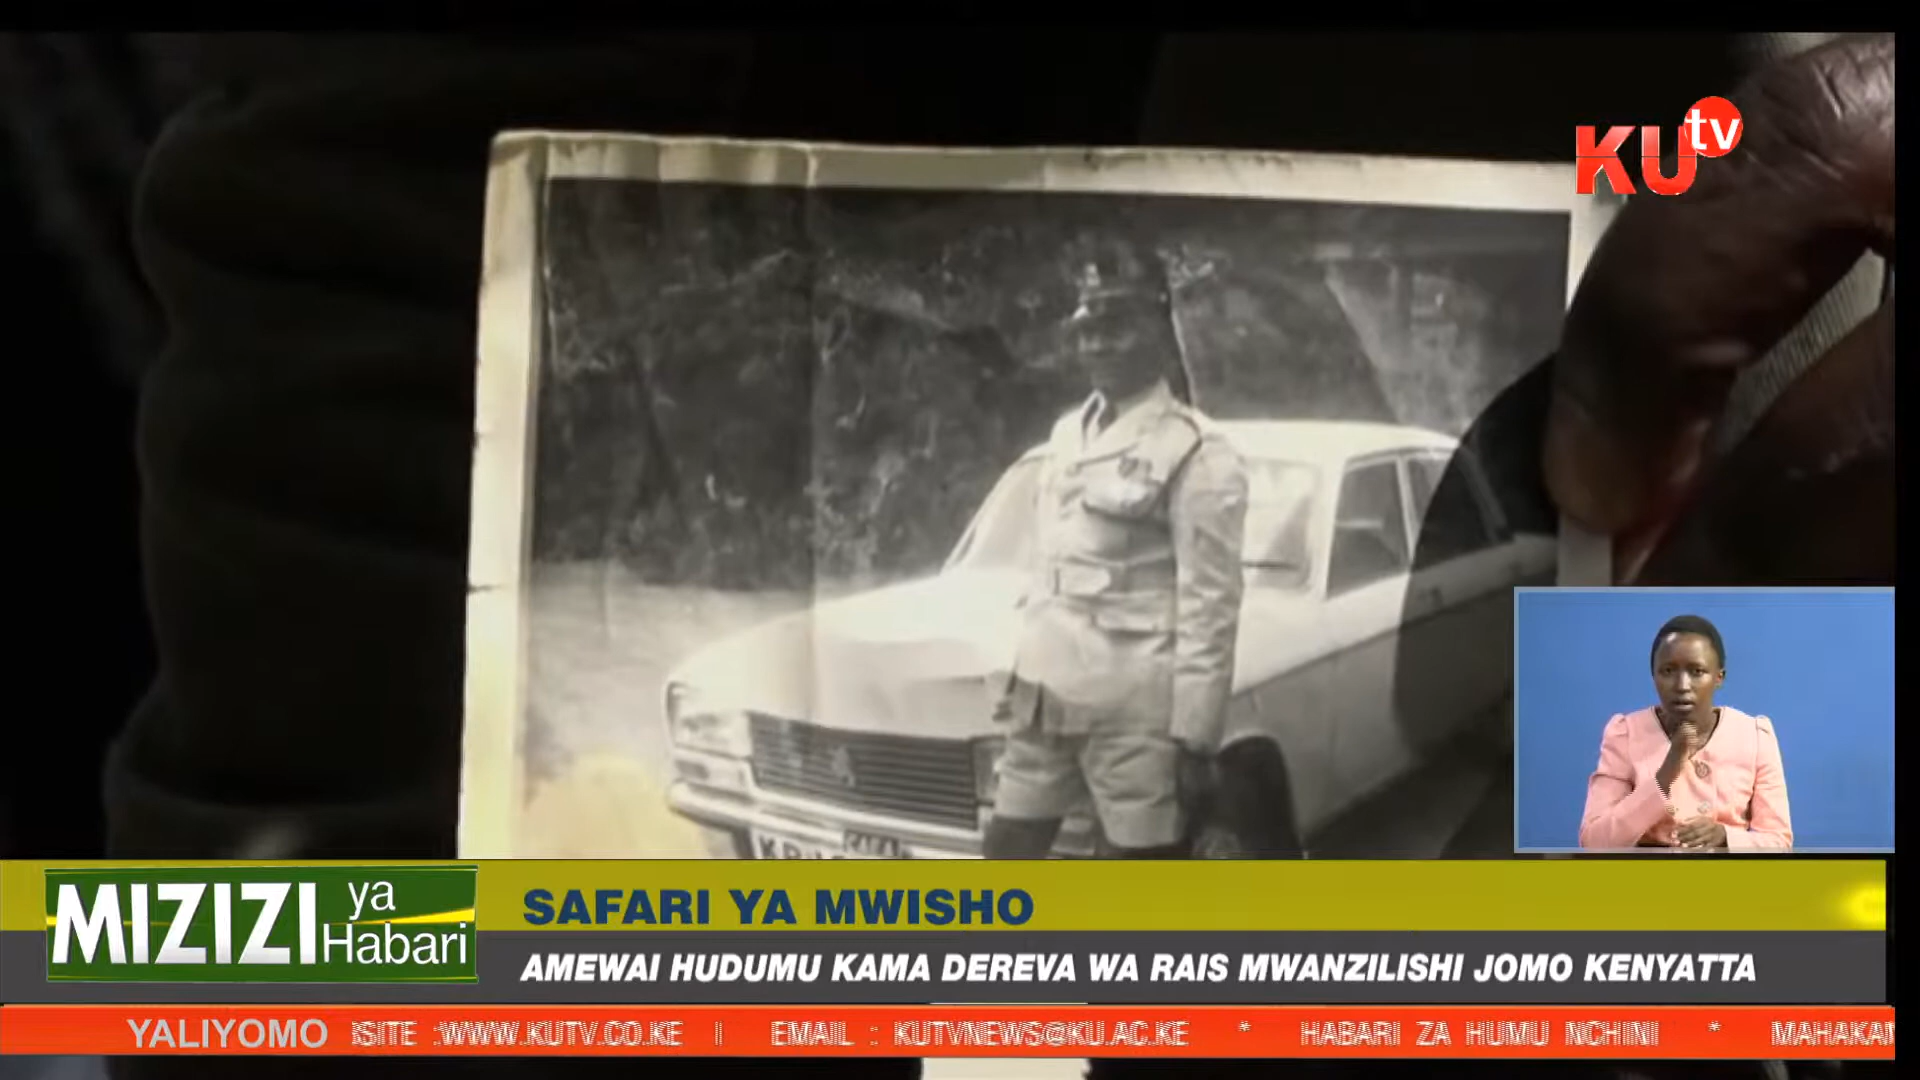 KU tv
MIZIZI ya Habari
SAFARI YA MWISHO
AMEWAI HUDUMU KAMA DEREVA WA RAIS MWANZILISHI JOMO KENYATTA
YALIYOMO
:WWW.KUTV.CO.KE | EMAIL : KUTVNEWS@KU.AC.KE * HABARI ZA HUMU NCHINI *